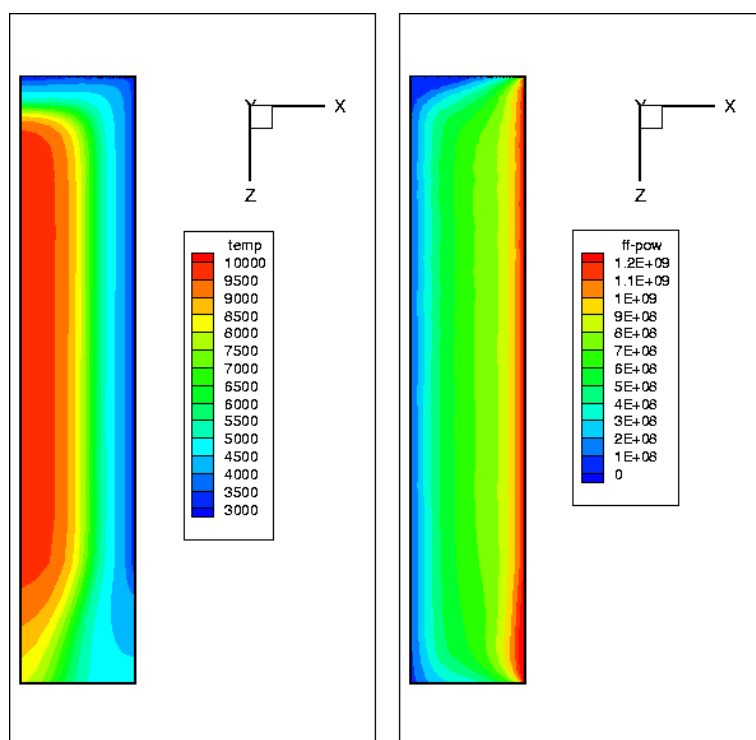 Y X
Z
temp
10000
9500
9000
8500
8000
7500
7000
6500
6000
5500
5000
4500
4000
3500
3000
Y X
Z
ff-pow
1.2E+09
1.1E+09
1E+09
9E+08
8E+08
7E+08
6E+08
5E+08
4E+08
3E+08
2E+08
1E+08
0